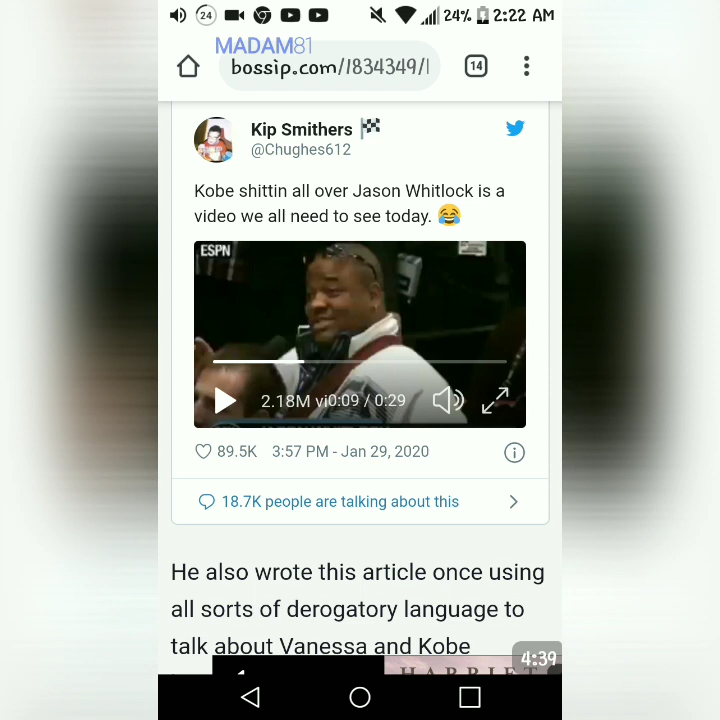 24
24% 2:22 AM
MADAM81
bossip.com/1834349/
14
Kip Smithers
@Chughes612
Kobe shittin all over Jason Whitlock is a
video we all need to see today. 😂
ESPN
2.18M vi0:09 / 0:29
89.5K 3:57 PM - Jan 29, 2020
18.7K people are talking about this
He also wrote this article once using
all sorts of derogatory language to
talk about Vanessa and Kobe
4:39
HARRIET